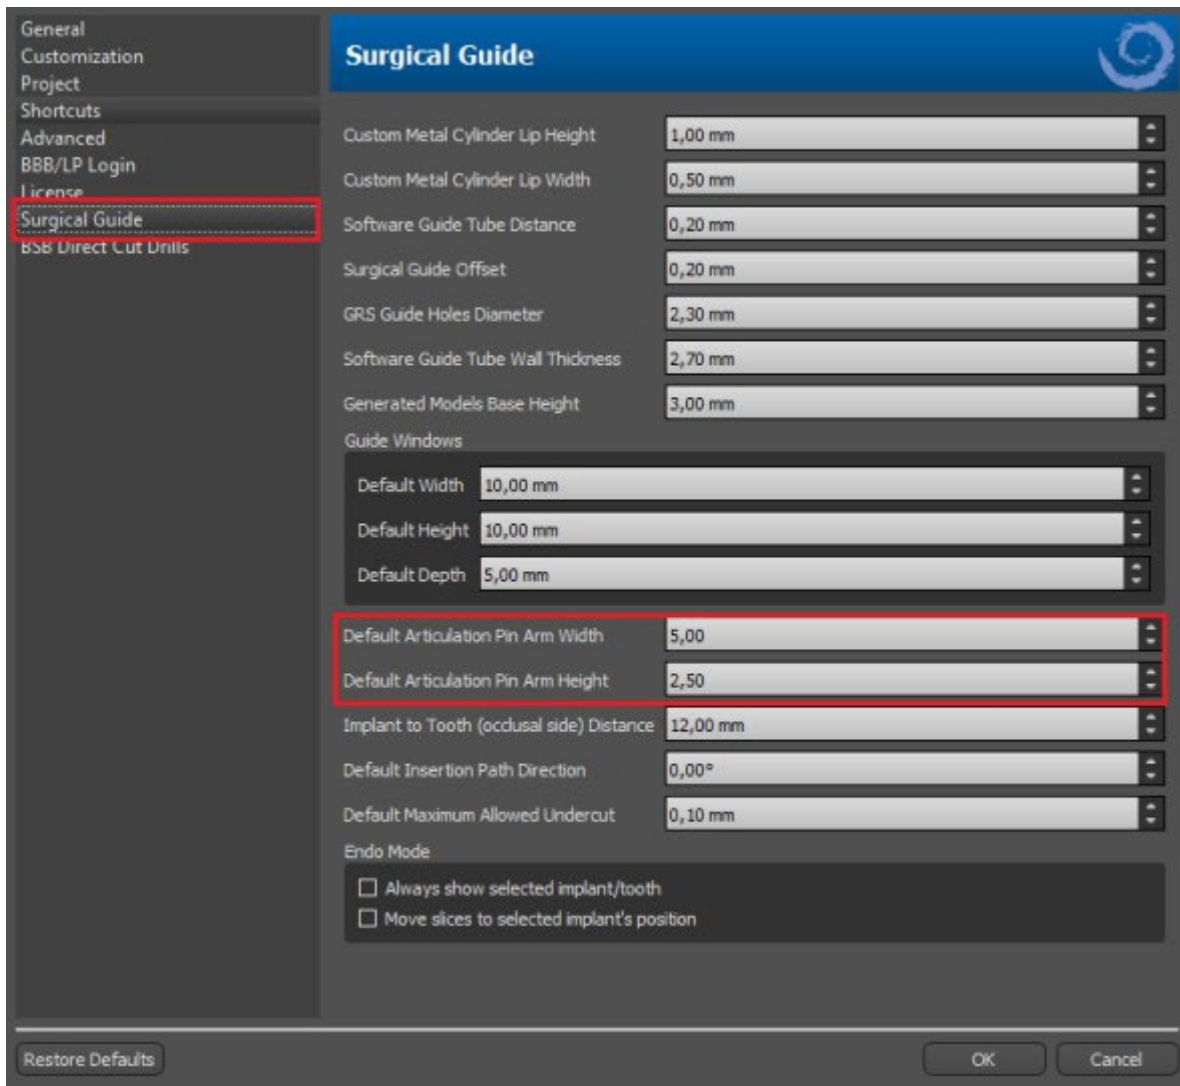 General
Customization
Project
Shortcuts
Advanced
BBB/LP Login
License
Surgical Guide
BSB Direct Cut Drills
Surgical Guide
Custom Metal Cylinder Lip Height 1,00 mm
Custom Metal Cylinder Lip Width 0,50 mm
Software Guide Tube Distance 0,20 mm
Surgical Guide Offset 0,20 mm
GRS Guide Holes Diameter 2,30 mm
Software Guide Tube Wall Thickness 2,70 mm
Generated Models Base Height 3,00 mm
Guide Windows
Default Width 10,00 mm
Default Height 10,00 mm
Default Depth 5,00 mm
Default Articulation Pin Arm Width 5,00
Default Articulation Pin Arm Height 2,50
Implant to Tooth (occlusal side) Distance 12,00 mm
Default Insertion Path Direction 0,00°
Default Maximum Allowed Undercut 0,10 mm
Endo Mode
Always show selected implant/tooth
Move slices to selected implant's position
Restore Defaults OK Cancel